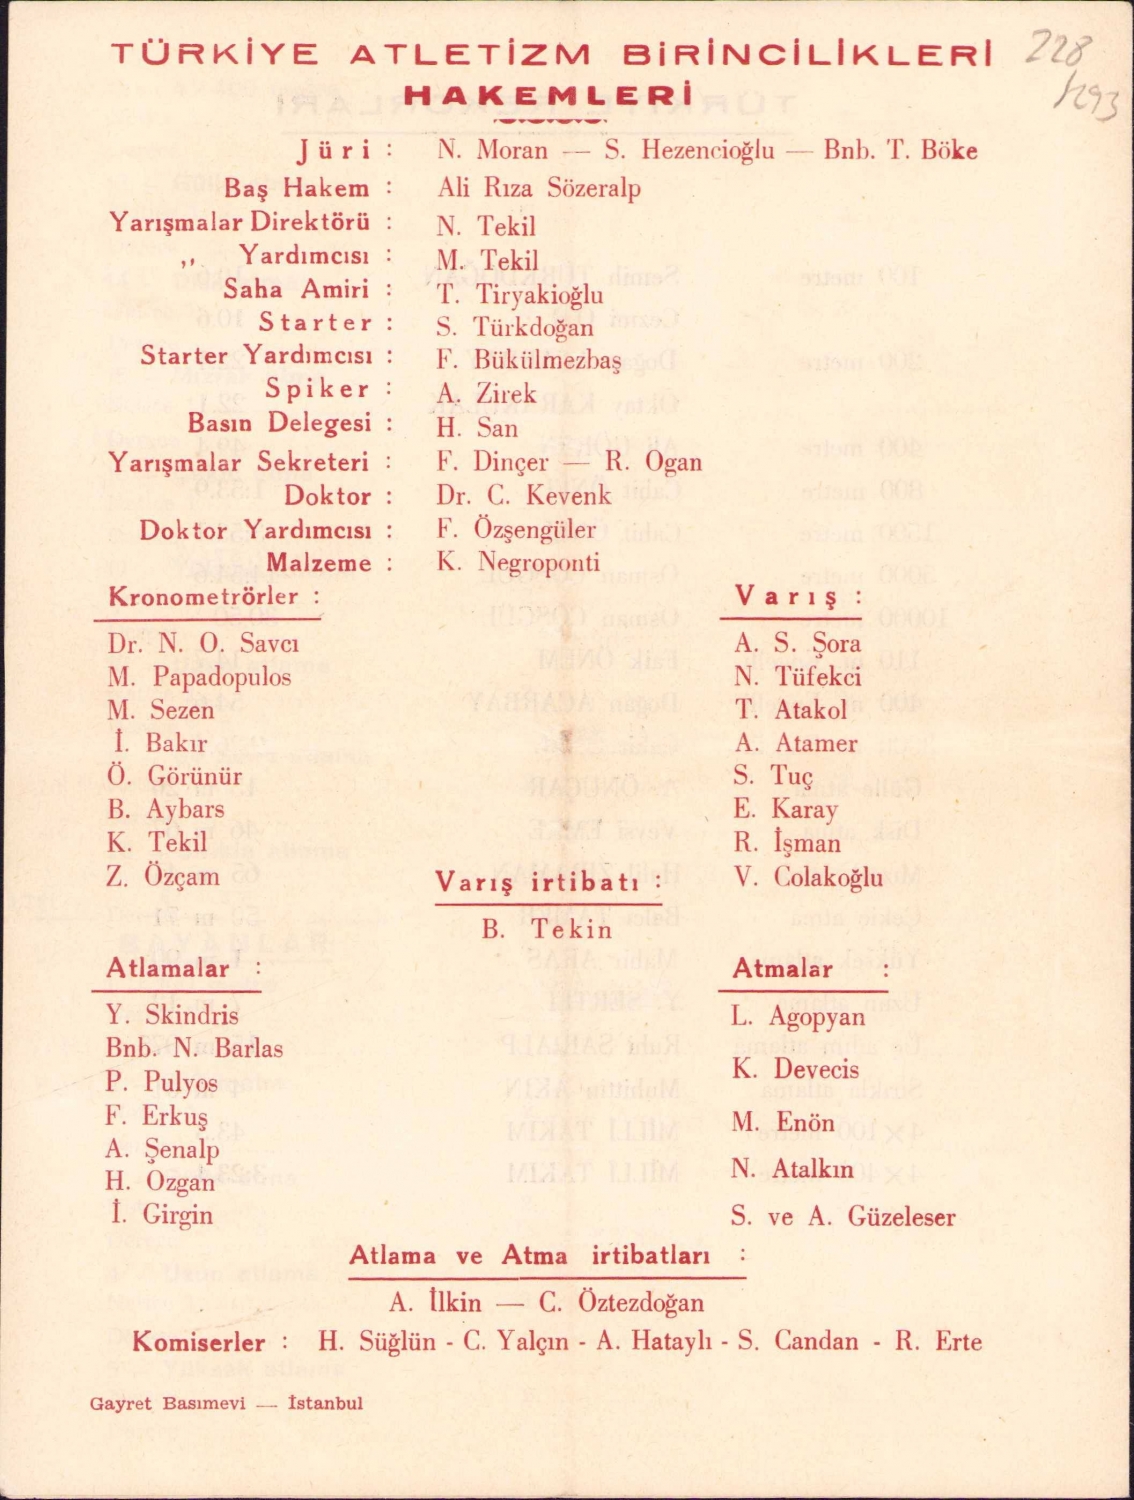 TÜRKİYE ATLETİZM BİRİNCİLİKLERİ
HAKEMLERİ
228
1293
Jüri : N. Moran — S. Hezencioğlu — Bnb. T. Böke
Baş Hakem : Ali Rıza Sözeralp
Yarışmalar Direktörü : N. Tekil
,, Yardımcısı : M. Tekil
Saha Amiri : T. Tiryakioğlu
Starter : S. Türkdoğan
Starter Yardımcısı : F. Bükülmezbaş
Spiker : A. Zirek
Basın Delegesi : H. San
Yarışmalar Sekreteri : F. Dinçer — R. Ogan
Doktor : Dr. C. Kevenk
Doktor Yardımcısı : F. Özşengüler
Malzeme : K. Negroponti
Kronometrörler :
Dr. N. O. Savcı
M. Papadopulos
M. Sezen
İ. Bakır
Ö. Görünür
B. Aybars
K. Tekil
Z. Özçam
Varış :
A. S. Şora
N. Tüfekci
T. Atakol
A. Atamer
S. Tuç
E. Karay
R. İşman
V. Colakoğlu
Varış irtibatı :
B. Tekin
Atlamalar :
Y. Skindris
Bnb. N. Barlas
P. Pulyos
F. Erkuş
A. Şenalp
H. Ozgan
İ. Girgin
Atmalar :
L. Agopyan
K. Devecis
M. Enön
N. Atalkın
S. ve A. Güzeleser
Atlama ve Atma irtibatları :
A. İlkin — C. Öztezdoğan
Komiserler : H. Süğlün - C. Yalçın - A. Hataylı - S. Candan - R. Erte
Gayret Basımevi — İstanbul